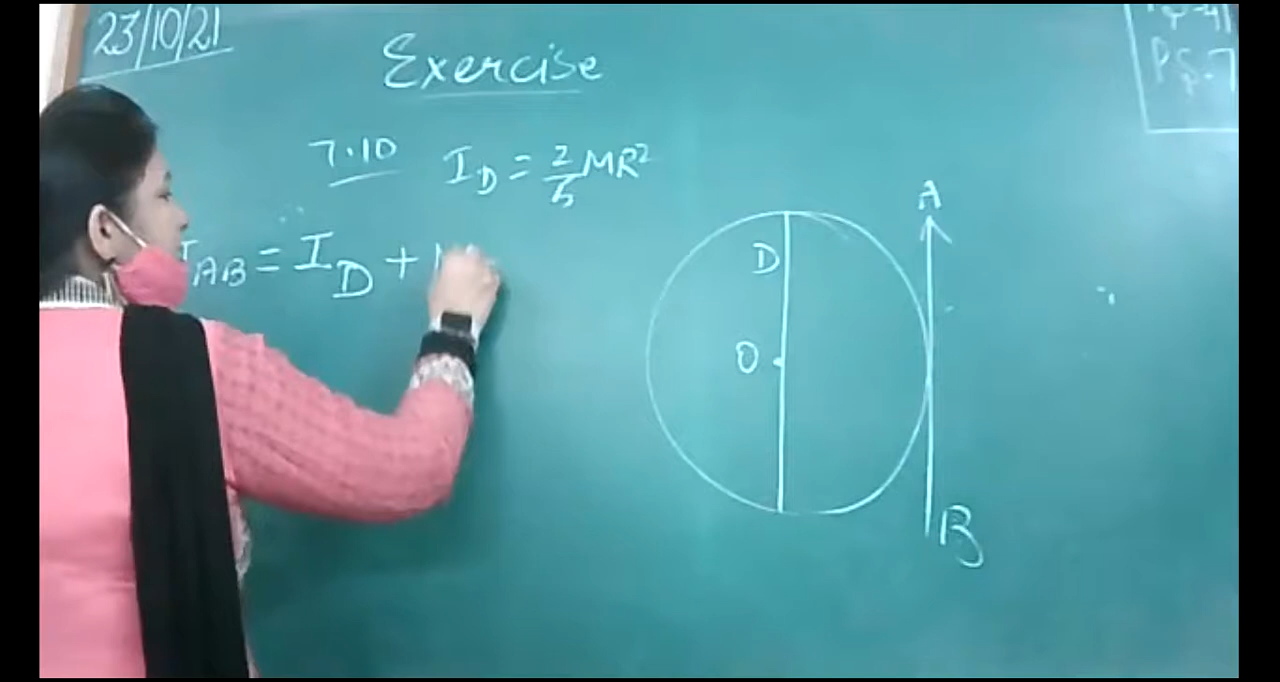 23/10/21
Exercise
7.10 I_D = 2/5 MR²
I_AB = I_D +
A
D
O
B